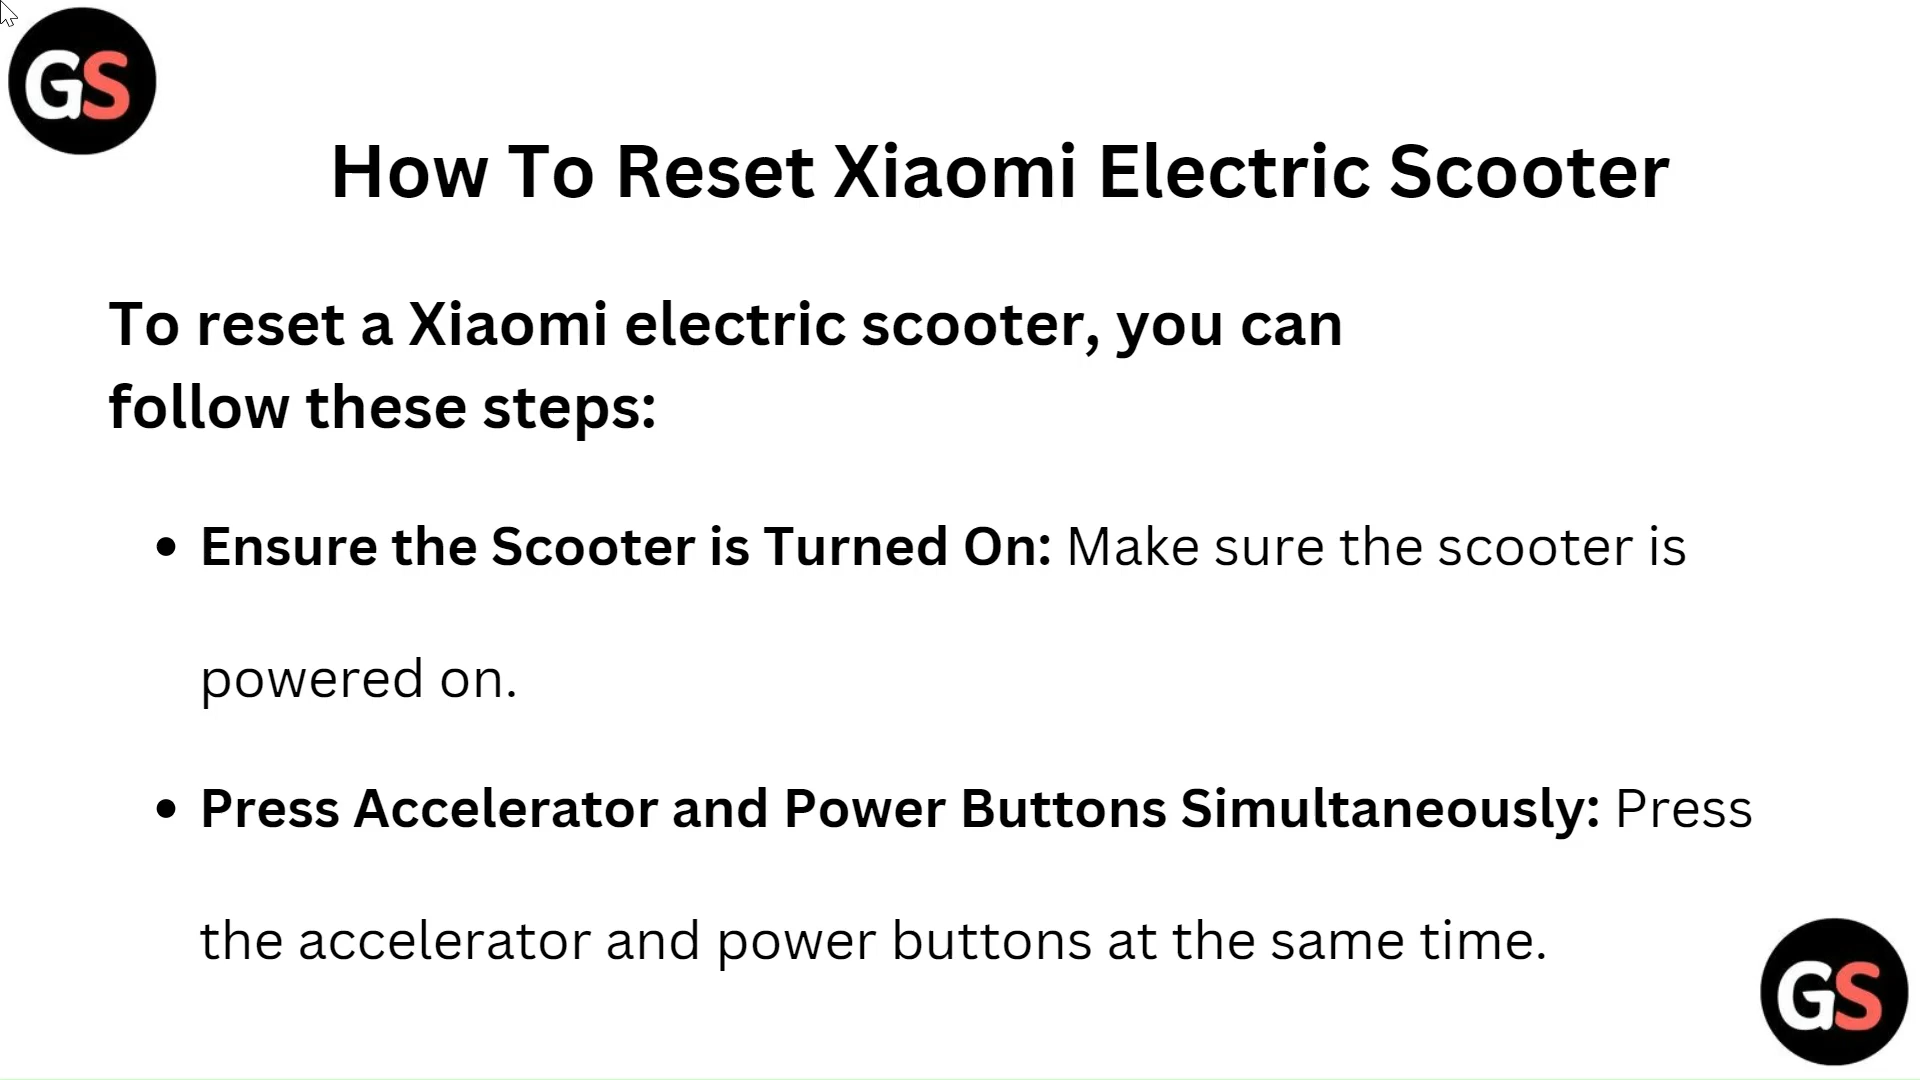 GS
How To Reset Xiaomi Electric Scooter
To reset a Xiaomi electric scooter, you can
follow these steps:
• Ensure the Scooter is Turned On: Make sure the scooter is
powered on.
• Press Accelerator and Power Buttons Simultaneously: Press
the accelerator and power buttons at the same time.
GS